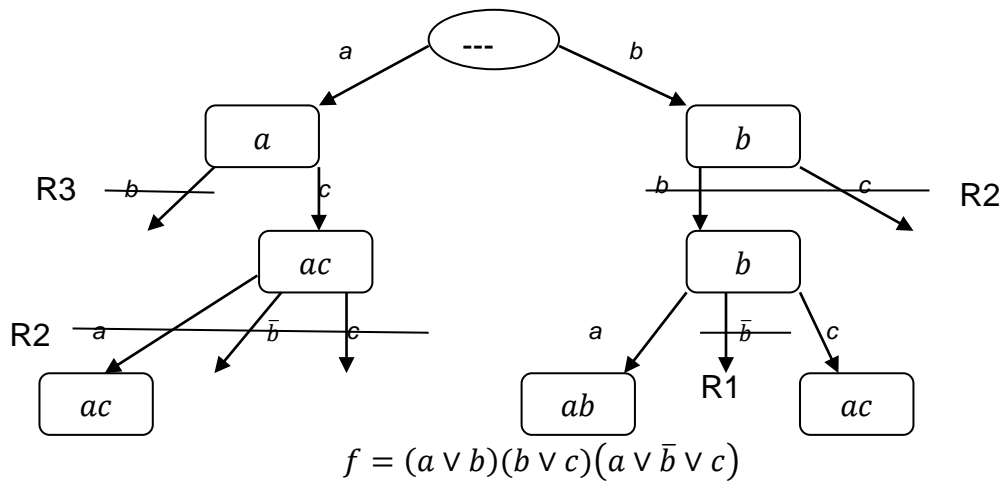 ---
a b
a b
R3 b c b c R2
ac b
R2 a b̄ c a b̄ c
R1
ac ab ac
f = (a ∨ b)(b ∨ c)(a ∨ b̄ ∨ c)